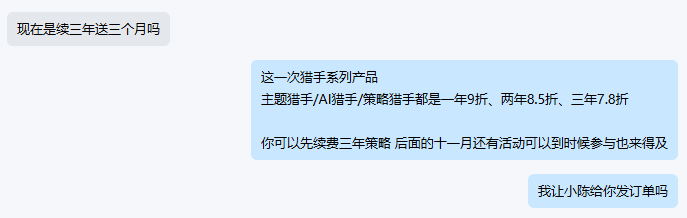 现在是续三年送三个月吗
这一次猎手系列产品
主题猎手/AI猎手/策略猎手都是一年9折、两年8.5折、三年7.8折
你可以先续费三年策略 后面的十一月还有活动可以到时候参与也来得及
我让小陈给你发订单吗